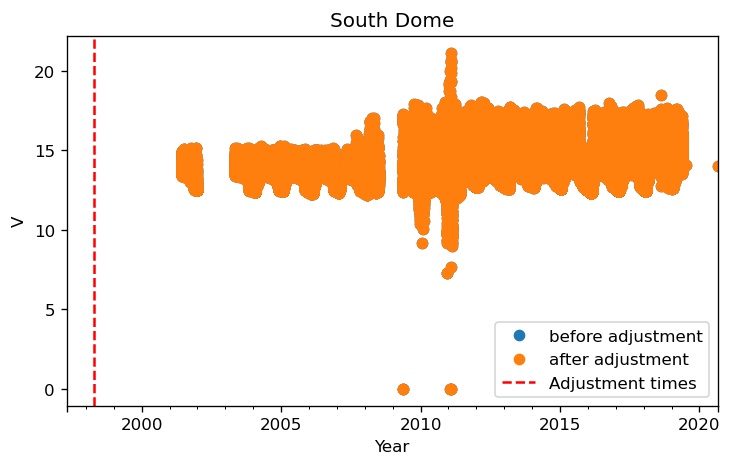 South Dome
V
20
15
10
5
0
before adjustment
after adjustment
Adjustment times
2000
2005
2010
2015
2020
Year